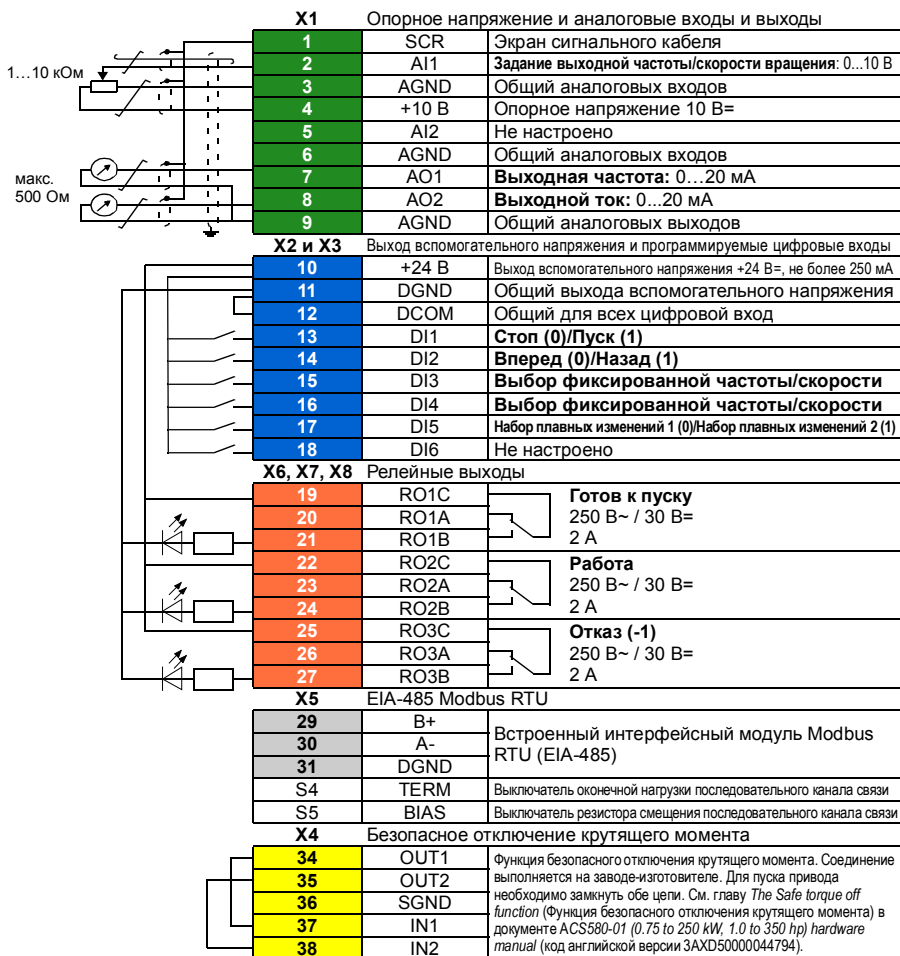 X1 Опорное напряжение и аналоговые входы и выходы
1 SCR Экран сигнального кабеля
1…10 кОм
2 AI1 Задание выходной частоты/скорости вращения: 0...10 В
3 AGND Общий аналоговых входов
4 +10 В Опорное напряжение 10 В=
5 AI2 Не настроено
6 AGND Общий аналоговых входов
макс.
500 Ом
7 AO1 Выходная частота: 0…20 мА
8 AO2 Выходной ток: 0...20 мА
9 AGND Общий аналоговых выходов
X2 и X3 Выход вспомогательного напряжения и программируемые цифровые входы
10 +24 В Выход вспомогательного напряжения +24 В=, не более 250 мА
11 DGND Общий выхода вспомогательного напряжения
12 DCOM Общий для всех цифровой вход
13 DI1 Стоп (0)/Пуск (1)
14 DI2 Вперед (0)/Назад (1)
15 DI3 Выбор фиксированной частоты/скорости
16 DI4 Выбор фиксированной частоты/скорости
17 DI5 Набор плавных изменений 1 (0)/Набор плавных изменений 2 (1)
18 DI6 Не настроено
X6, X7, X8 Релейные выходы
19 RO1C Готов к пуску
20 RO1A 250 В~ / 30 В=
21 RO1B 2 А
22 RO2C Работа
23 RO2A 250 В~ / 30 В=
24 RO2B 2 А
25 RO3C Отказ (-1)
26 RO3A 250 В~ / 30 В=
27 RO3B 2 А
X5 EIA-485 Modbus RTU
29 B+
30 A-
31 DGND
Встроенный интерфейсный модуль Modbus
RTU (EIA-485)
S4 TERM Выключатель оконечной нагрузки последовательного канала связи
S5 BIAS Выключатель резистора смещения последовательного канала связи
X4 Безопасное отключение крутящего момента
34 OUT1
35 OUT2
36 SGND
37 IN1
38 IN2
Функция безопасного отключения крутящего момента. Соединение
выполняется на заводе-изготовителе. Для пуска привода
необходимо замкнуть обе цепи. См. главу The Safe torque off
function (Функция безопасного отключения крутящего момента) в
документе ACS580-01 (0.75 to 250 kW, 1.0 to 350 hp) hardware
manual (код английской версии 3AXD50000044794).